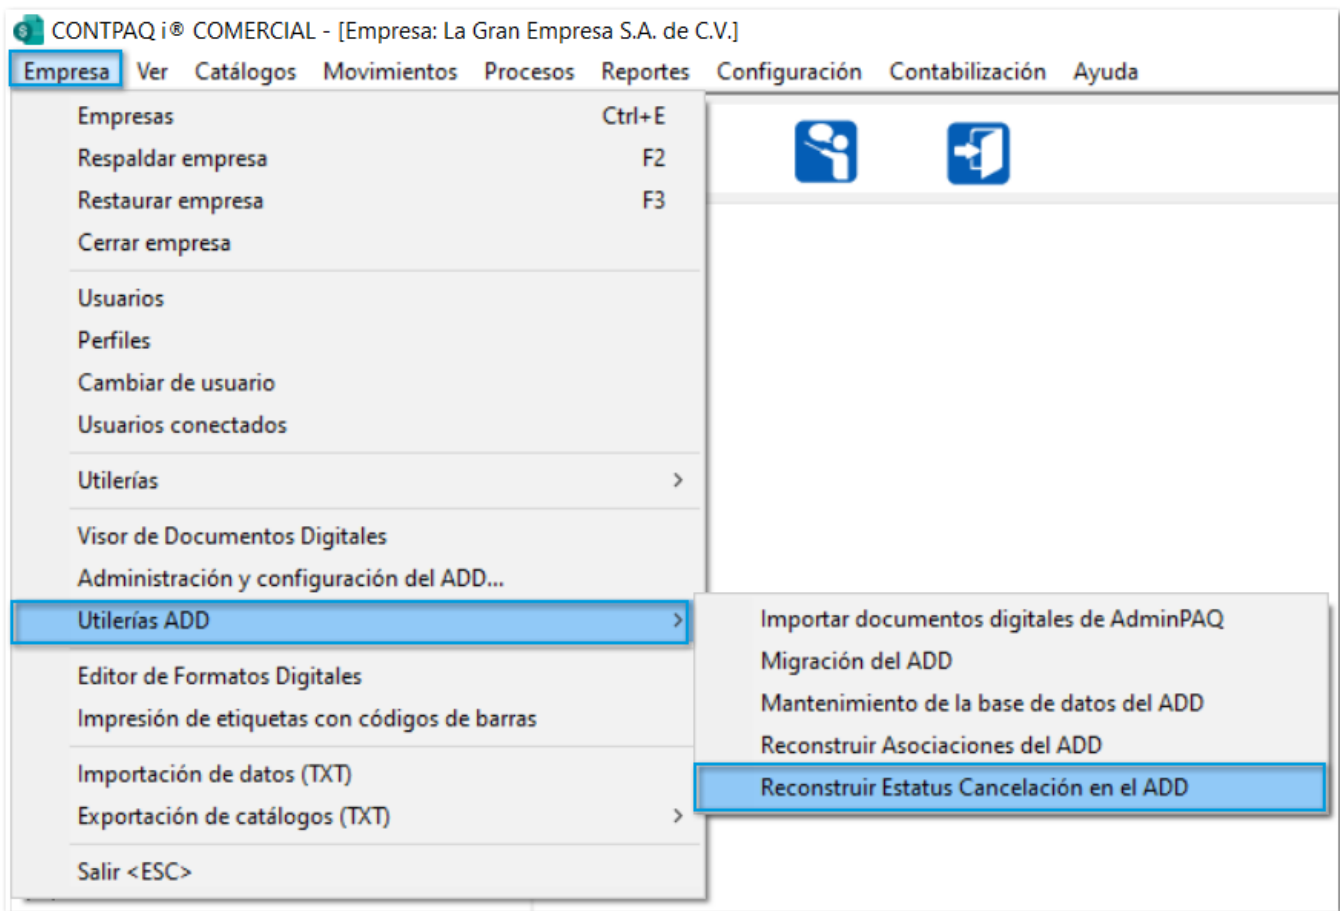 CONTPAQ i® COMERCIAL - [Empresa: La Gran Empresa S.A. de C.V.]
Empresa Ver Catálogos Movimientos Procesos Reportes Configuración Contabilización Ayuda
Empresas Ctrl+E
Respaldar empresa F2
Restaurar empresa F3
Cerrar empresa
Usuarios
Perfiles
Cambiar de usuario
Usuarios conectados
Utilerías
Visor de Documentos Digitales
Administración y configuración del ADD...
Utilerías ADD
Editor de Formatos Digitales
Impresión de etiquetas con códigos de barras
Importación de datos (TXT)
Exportación de catálogos (TXT)
Salir <ESC>
Importar documentos digitales de AdminPAQ
Migración del ADD
Mantenimiento de la base de datos del ADD
Reconstruir Asociaciones del ADD
Reconstruir Estatus Cancelación en el ADD